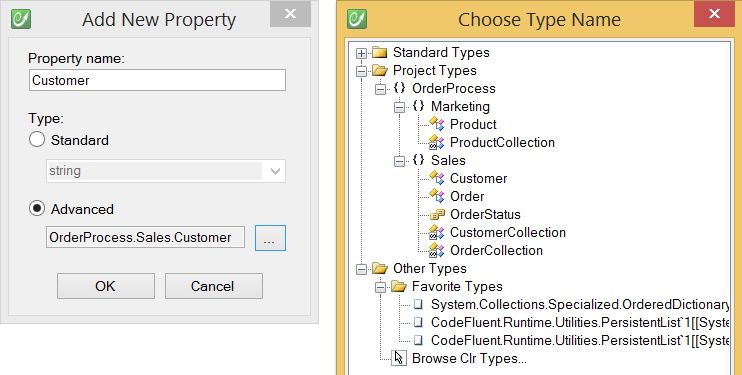 Add New Property
Property name:
Customer
Type:
Standard
string
Advanced
OrderProcess.Sales.Customer
...
OK
Cancel
Choose Type Name
Standard Types
Project Types
{} OrderProcess
{} Marketing
Product
ProductCollection
{} Sales
Customer
Order
OrderStatus
CustomerCollection
OrderCollection
Other Types
Favorite Types
System.Collections.Specialized.OrderedDictionary
CodeFluent.Runtime.Utilities.PersistentList`1[[Syste
CodeFluent.Runtime.Utilities.PersistentList`1[[Syste
Browse Clr Types...